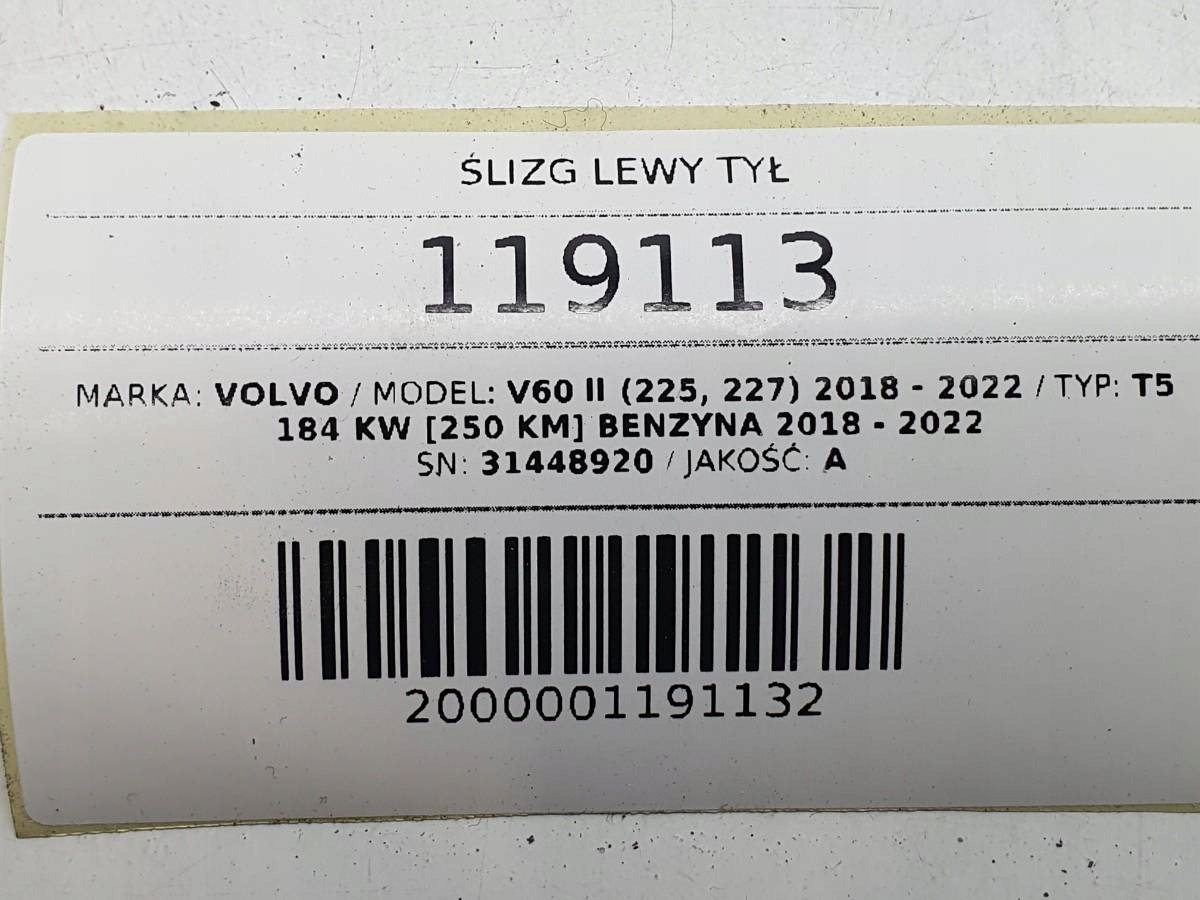 ŚLIZG LEWY TYŁ
119113
MARKA: VOLVO / MODEL: V60 II (225, 227) 2018 - 2022 / TYP: T5
184 KW [250 KM] BENZYNA 2018 - 2022
SN: 31448920 / JAKOŚĆ: A
2000001191132